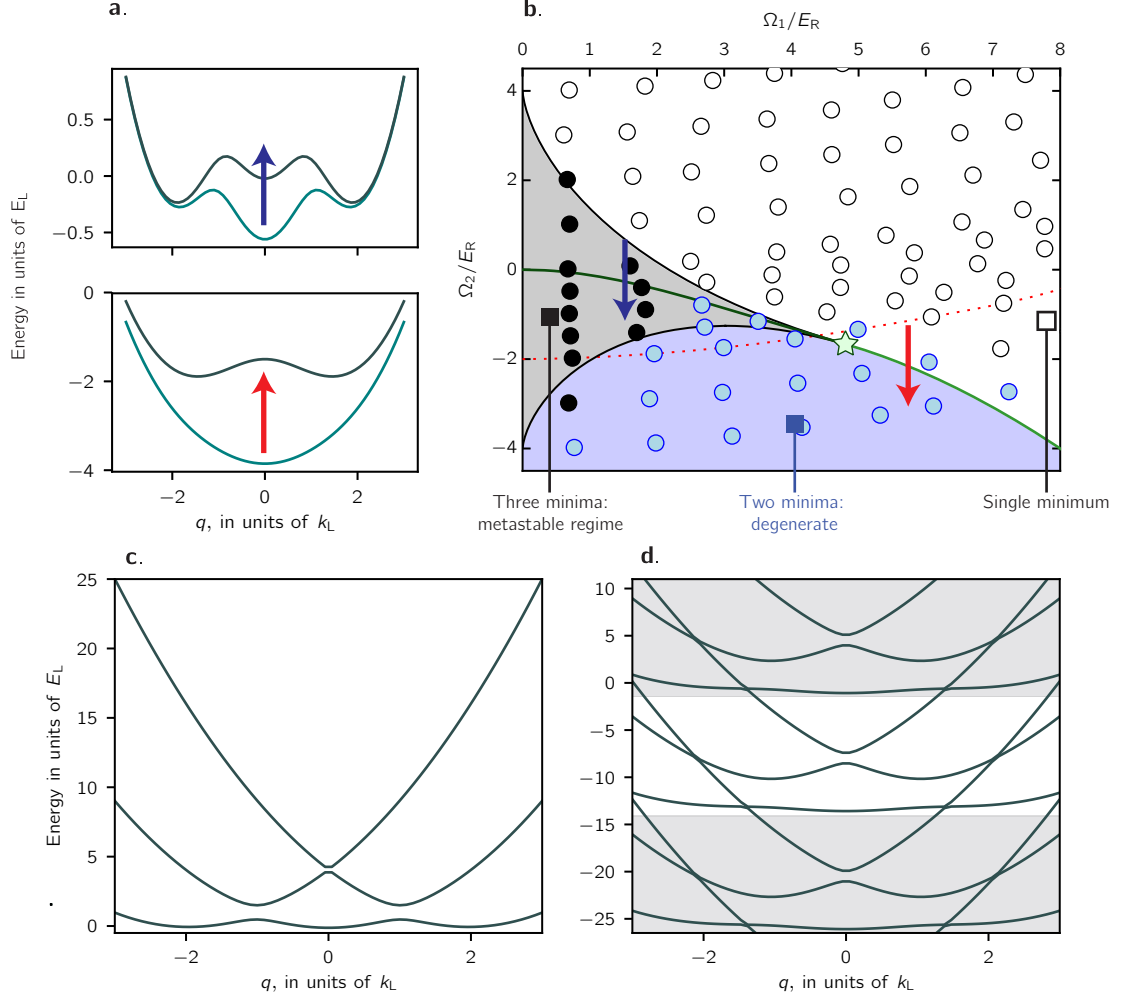 a.
b.
Ω₁/E_R
0 1 2 3 4 5 6 7 8
Energy in units of E_L
0.5
0.0
−0.5
0
−2
−4
−2 0 2
q, in units of k_L
Ω₂/E_R
4
2
0
−2
−4
Three minima:
metastable regime
Two minima:
degenerate
Single minimum
c.
d.
Energy in units of E_L
25
20
15
10
5
0
−2 0 2
q, in units of k_L
10
5
0
−5
−10
−15
−20
−25
−2 0 2
q, in units of k_L